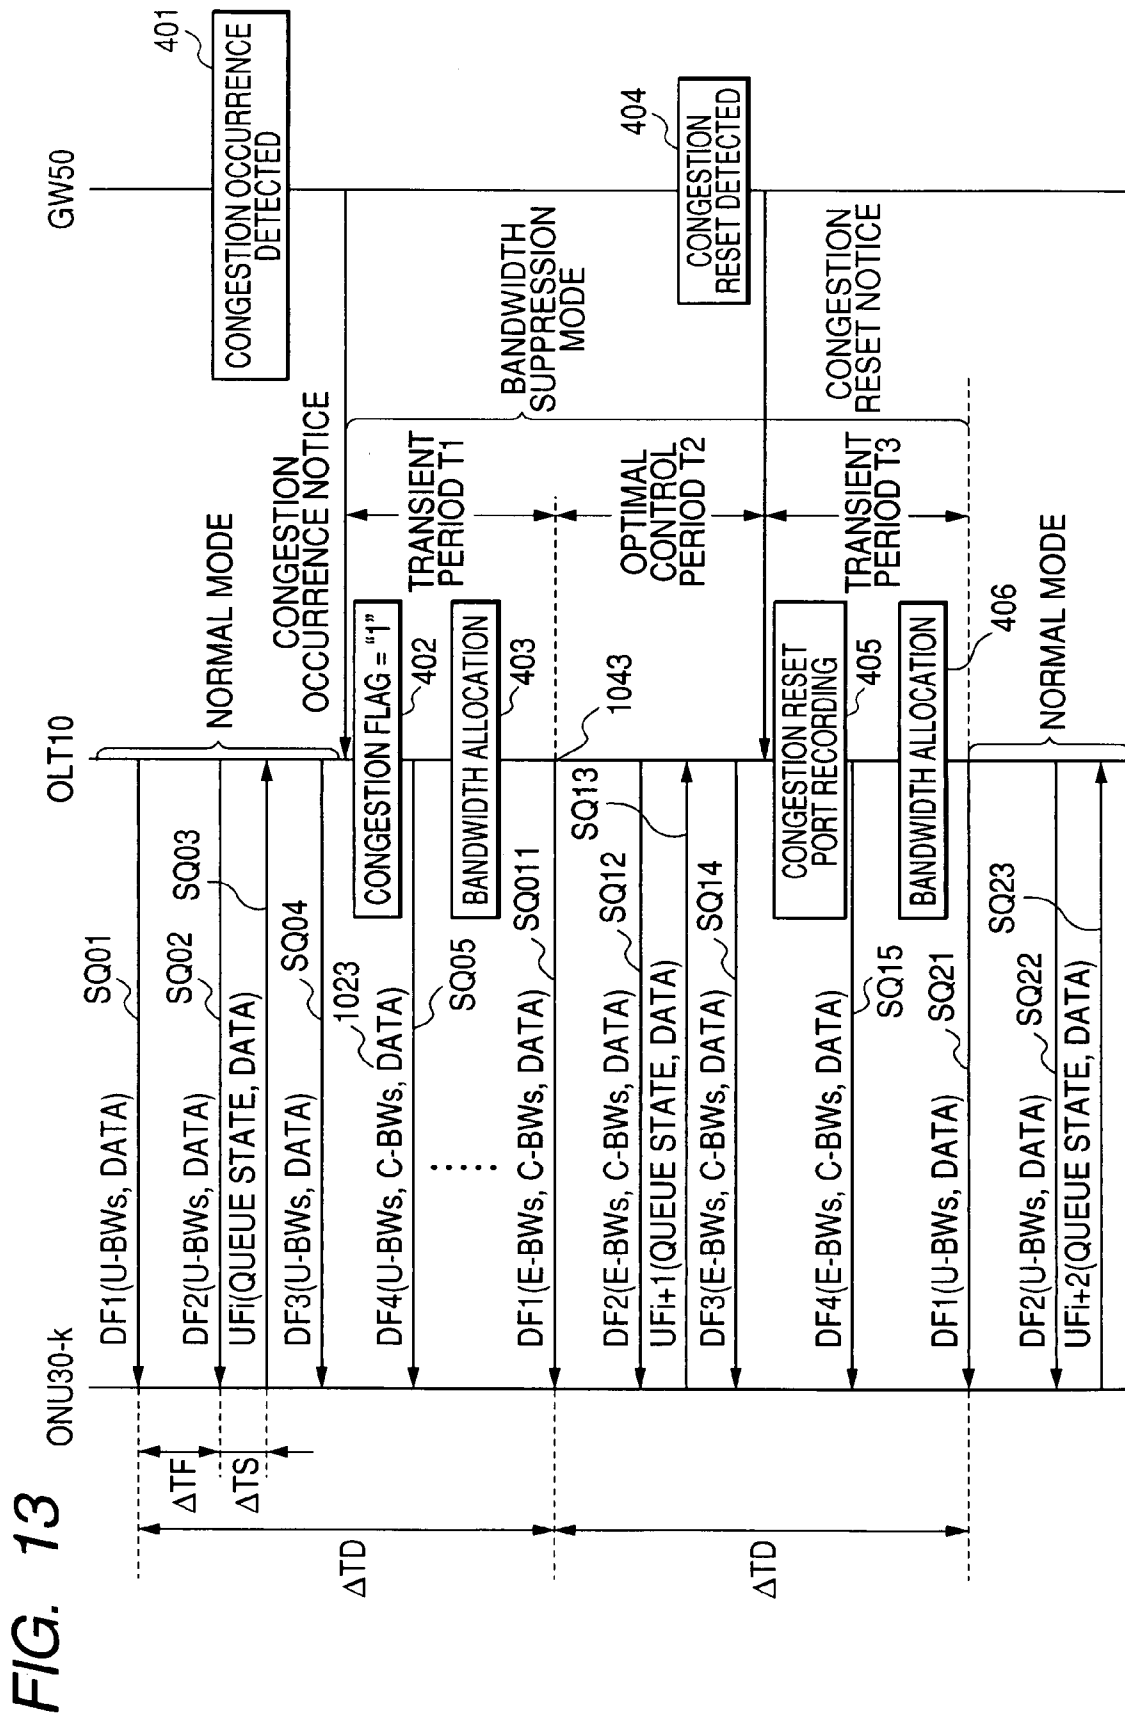 FIG. 13
ONU30-k
OLT10
GW50
NORMAL MODE
401
CONGESTION OCCURRENCE
DETECTED
SQ01
DF1(U-BWs, DATA)
ΔTF
SQ02
DF2(U-BWs, DATA)
SQ03
UFi(QUEUE STATE, DATA)
ΔTS
SQ04
DF3(U-BWs, DATA)
CONGESTION
OCCURRENCE NOTICE
ΔTD
CONGESTION FLAG = "1"
402
TRANSIENT
PERIOD T1
1023
DF4(U-BWs, C-BWs, DATA)
SQ05
BANDWIDTH ALLOCATION
403
BANDWIDTH
SUPPRESSION
MODE
SQ011
DF1(E-BWs, C-BWs, DATA)
1043
SQ12
DF2(E-BWs, C-BWs, DATA)
SQ13
UFi+1(QUEUE STATE, DATA)
OPTIMAL
CONTROL
PERIOD T2
404
CONGESTION
RESET DETECTED
SQ14
DF3(E-BWs, C-BWs, DATA)
ΔTD
CONGESTION RESET
PORT RECORDING
405
TRANSIENT
PERIOD T3
CONGESTION
RESET NOTICE
DF4(E-BWs, C-BWs, DATA)
SQ15
BANDWIDTH ALLOCATION
406
SQ21
DF1(U-BWs, DATA)
SQ22
DF2(U-BWs, DATA)
SQ23
UFi+2(QUEUE STATE, DATA)
NORMAL MODE